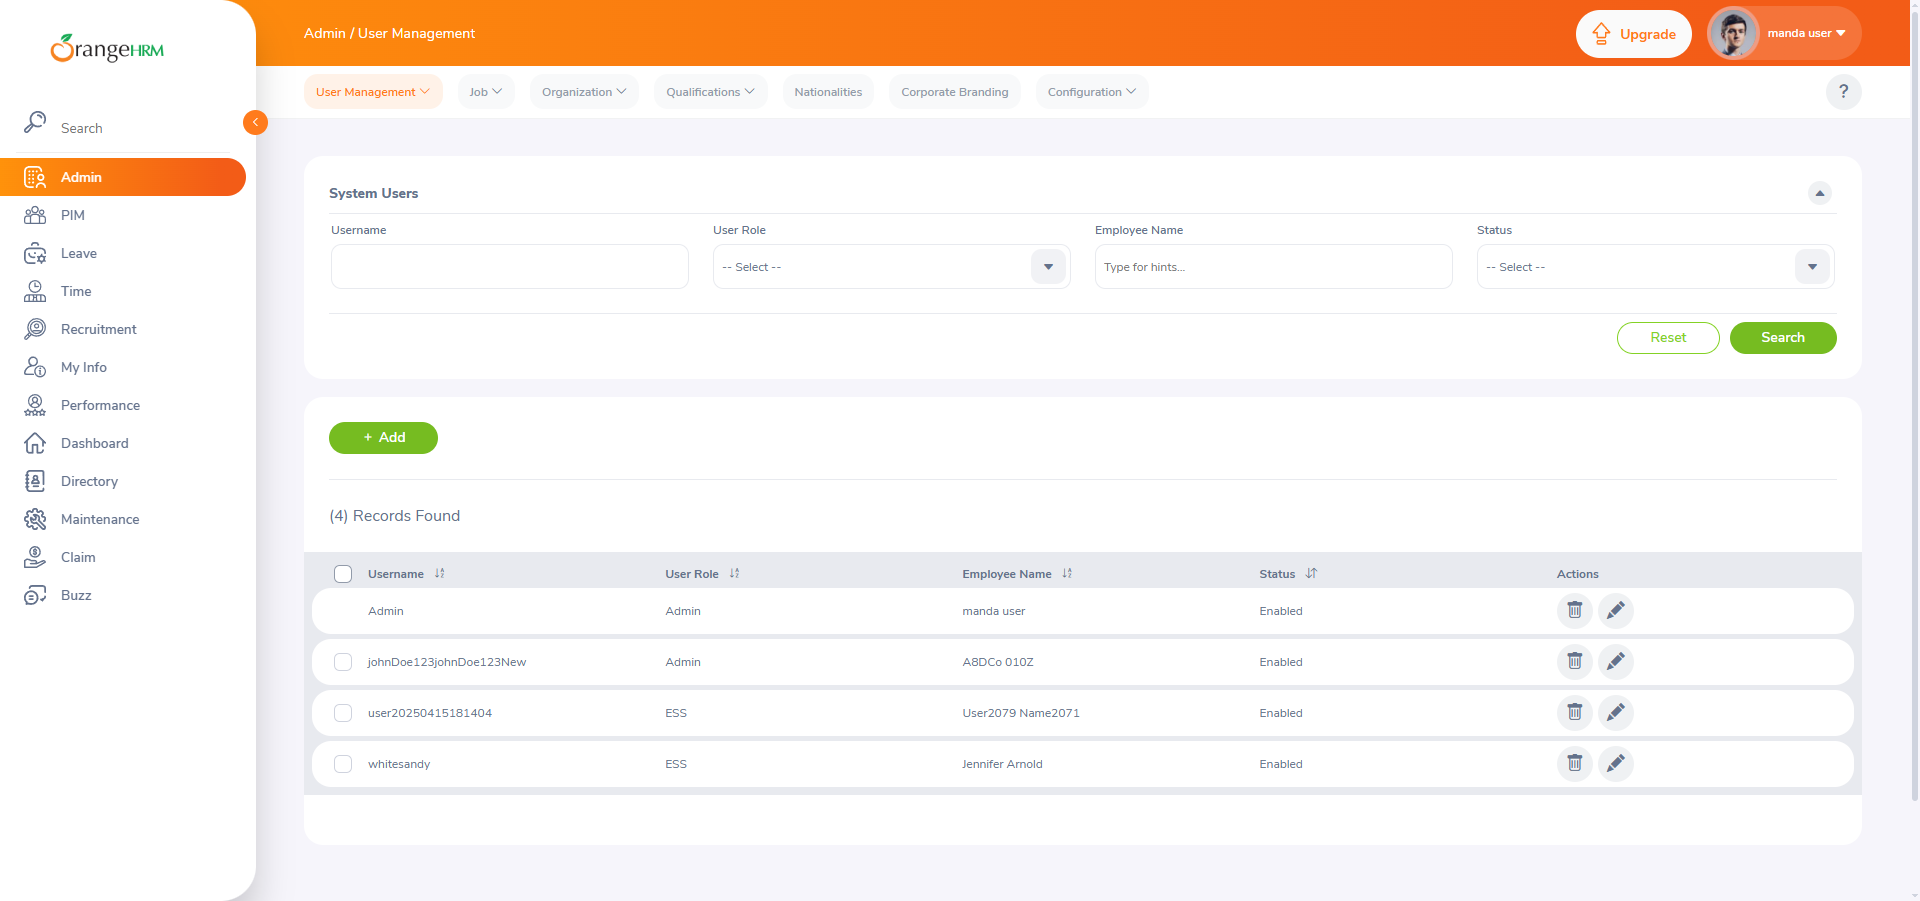 OrangeHRM
Admin / User Management
Upgrade
manda user
User Management
Job
Organization
Qualifications
Nationalities
Corporate Branding
Configuration
?
Search
Admin
PIM
Leave
Time
Recruitment
My Info
Performance
Dashboard
Directory
Maintenance
Claim
Buzz
System Users
Username
User Role
Employee Name
Status
-- Select --
Type for hints...
-- Select --
Reset
Search
+ Add
(4) Records Found
Username User Role Employee Name Status Actions
Admin Admin manda user Enabled
johnDoe123johnDoe123New Admin A8DCo 010Z Enabled
user20250415181404 ESS User2079 Name2071 Enabled
whitesandy ESS Jennifer Arnold Enabled